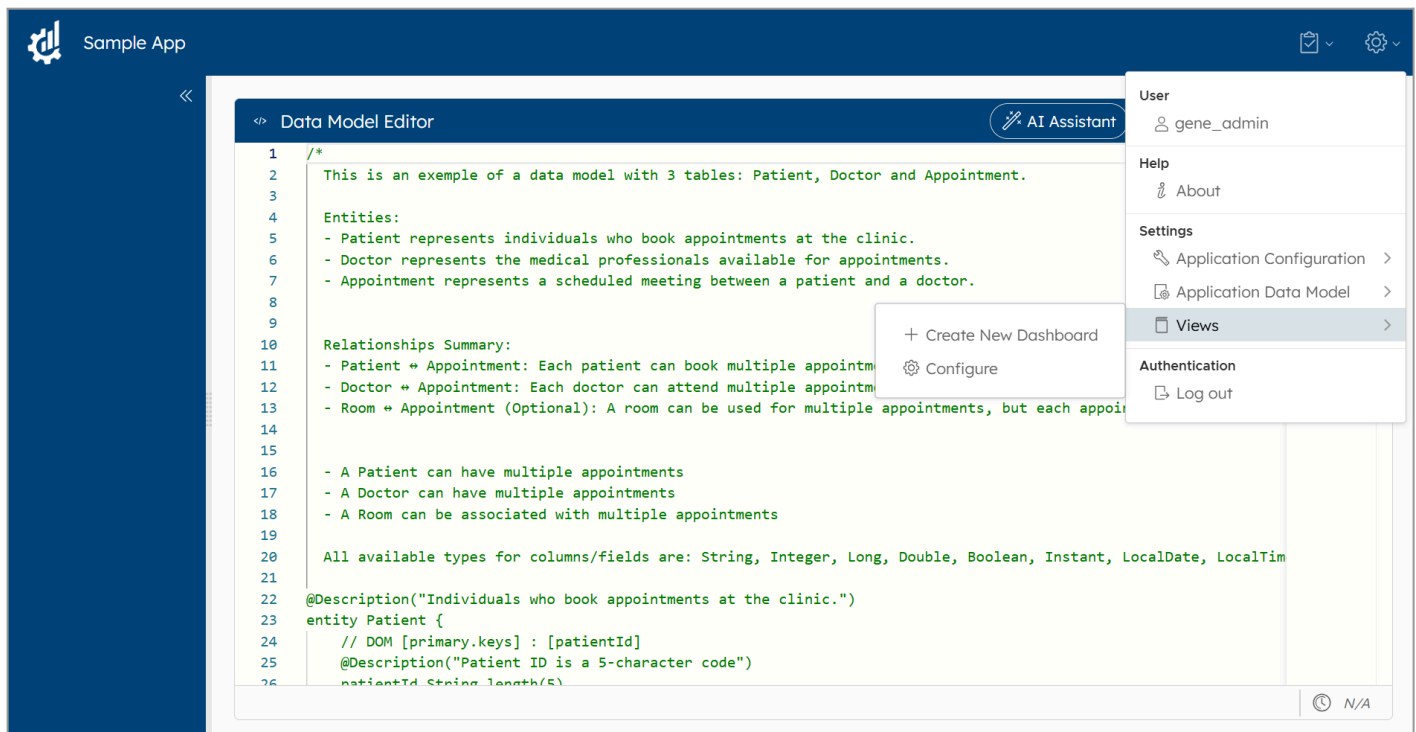 Sample App
Data Model Editor
AI Assistant
1 /*
2 This is an exemple of a data model with 3 tables: Patient, Doctor and Appointment.
3
4 Entities:
5 - Patient represents individuals who book appointments at the clinic.
6 - Doctor represents the medical professionals available for appointments.
7 - Appointment represents a scheduled meeting between a patient and a doctor.
8
9
10 Relationships Summary:
11 - Patient ↔ Appointment: Each patient can book multiple appointm
12 - Doctor ↔ Appointment: Each doctor can attend multiple appointm
13 - Room ↔ Appointment (Optional): A room can be used for multiple appointments, but each appoin
14
15
16 - A Patient can have multiple appointments
17 - A Doctor can have multiple appointments
18 - A Room can be associated with multiple appointments
19
20 All available types for columns/fields are: String, Integer, Long, Double, Boolean, Instant, LocalDate, LocalTim
21
22 @Description("Individuals who book appointments at the clinic.")
23 entity Patient {
24 // DOM [primary.keys] : [patientId]
25 @Description("Patient ID is a 5-character code")
26 patientId String length(5)
N/A
User
gene_admin
Help
About
Settings
Application Configuration
Application Data Model
Views
Authentication
Log out
Create New Dashboard
Configure